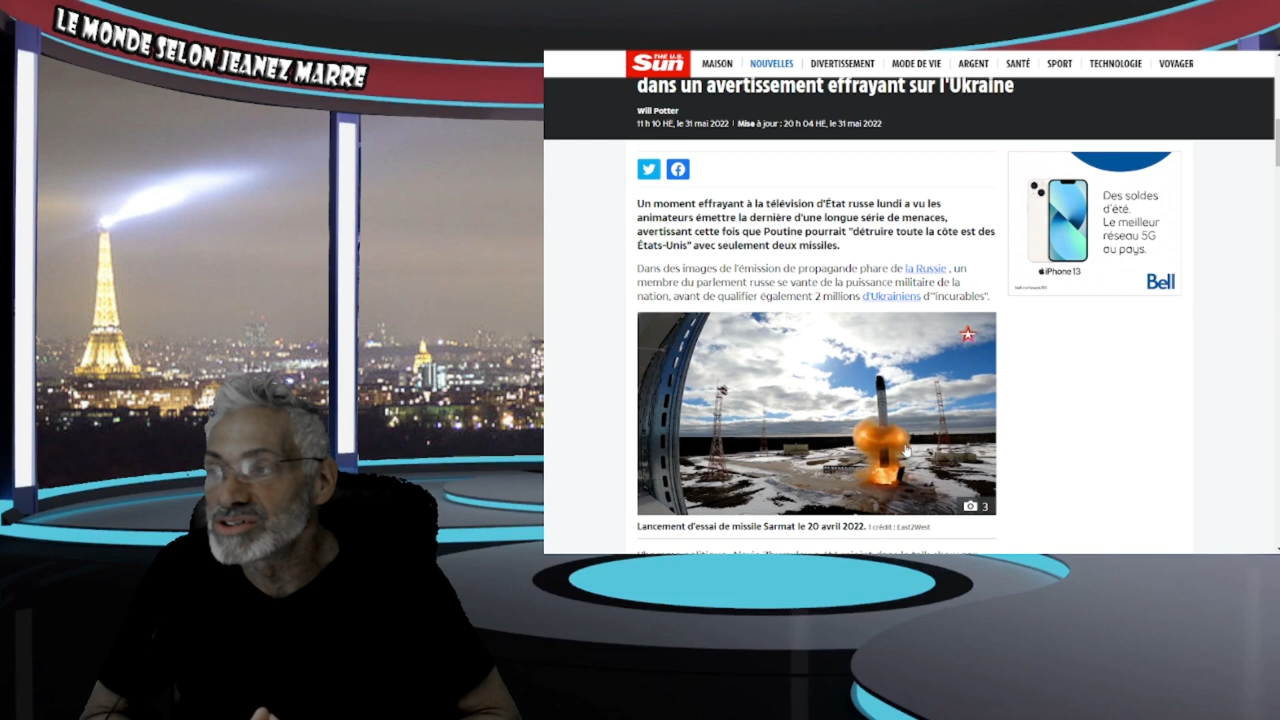 LE MONDE SELON JEANEZ MARRE
THE U.S. Sun
MAISON NOUVELLES DIVERTISSEMENT MODE DE VIE ARGENT SANTÉ SPORT TECHNOLOGIE VOYAGER
dans un avertissement effrayant sur l'Ukraine
Will Potter
11 h 10 HE, le 31 mai 2022 | Mise à jour : 20 h 04 HE, le 31 mai 2022
Un moment effrayant à la télévision d'État russe lundi a vu les
animateurs émettre la dernière d'une longue série de menaces,
avertissant cette fois que Poutine pourrait "détruire toute la côte est des
États-Unis" avec seulement deux missiles.
Dans des images de l'émission de propagande phare de la Russie , un
membre du parlement russe se vante de la puissance militaire de la
nation, avant de qualifier également 2 millions d'Ukrainiens d'"incurables".
3
Lancement d'essai de missile Sarmat le 20 avril 2022. 1 crédit : East2West
Des soldes
d'été.
Le meilleur
réseau 5G
au pays.
iPhone 13
Bell